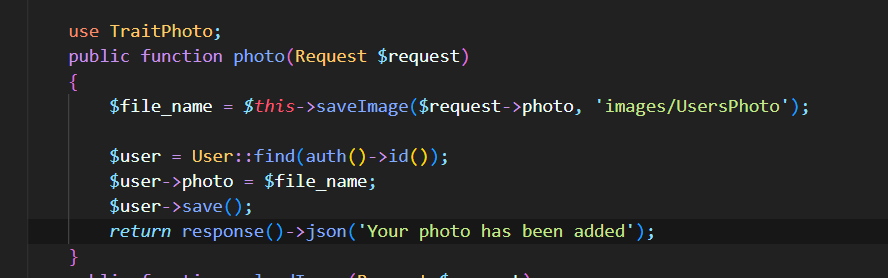 use TraitPhoto;
public function photo(Request $request)
{
$file_name = $this->saveImage($request->photo, 'images/UsersPhoto');
$user = User::find(auth()->id());
$user->photo = $file_name;
$user->save();
return response()->json('Your photo has been added');
}